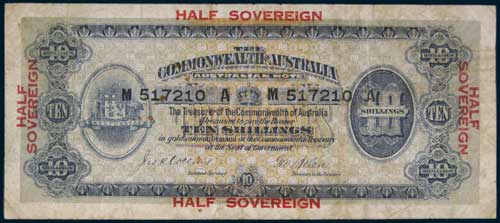 HALF SOVEREIGN
THE
COMMONWEALTH OF AUSTRALIA
AUSTRALIAN NOTE
M 517210 A M 517210 A
The Treasurer of the Commonwealth of Australia
Promises to pay the Bearer
TEN SHILLINGS
in gold coin on demand at the Commonwealth Treasury
at the Seat of Government
TEN
SHILLINGS
TEN
HALF SOVEREIGN
HALF SOVEREIGN
10
HALF SOVEREIGN